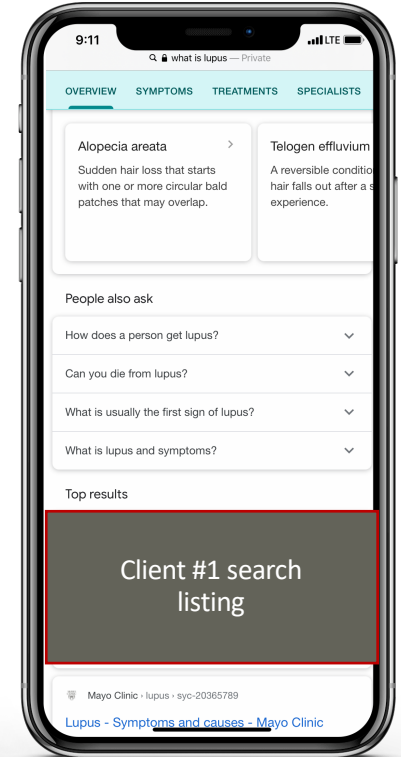 9:11
LTE
what is lupus — Private
OVERVIEW SYMPTOMS TREATMENTS SPECIALISTS
Alopecia areata
Sudden hair loss that starts
with one or more circular bald
patches that may overlap.
Telogen effluvium
A reversible conditio
hair falls out after a s
experience.
People also ask
How does a person get lupus?
Can you die from lupus?
What is usually the first sign of lupus?
What is lupus and symptoms?
Top results
Client #1 search
listing
Mayo Clinic › lupus › syc-20365789
Lupus - Symptoms and causes - Mayo Clinic